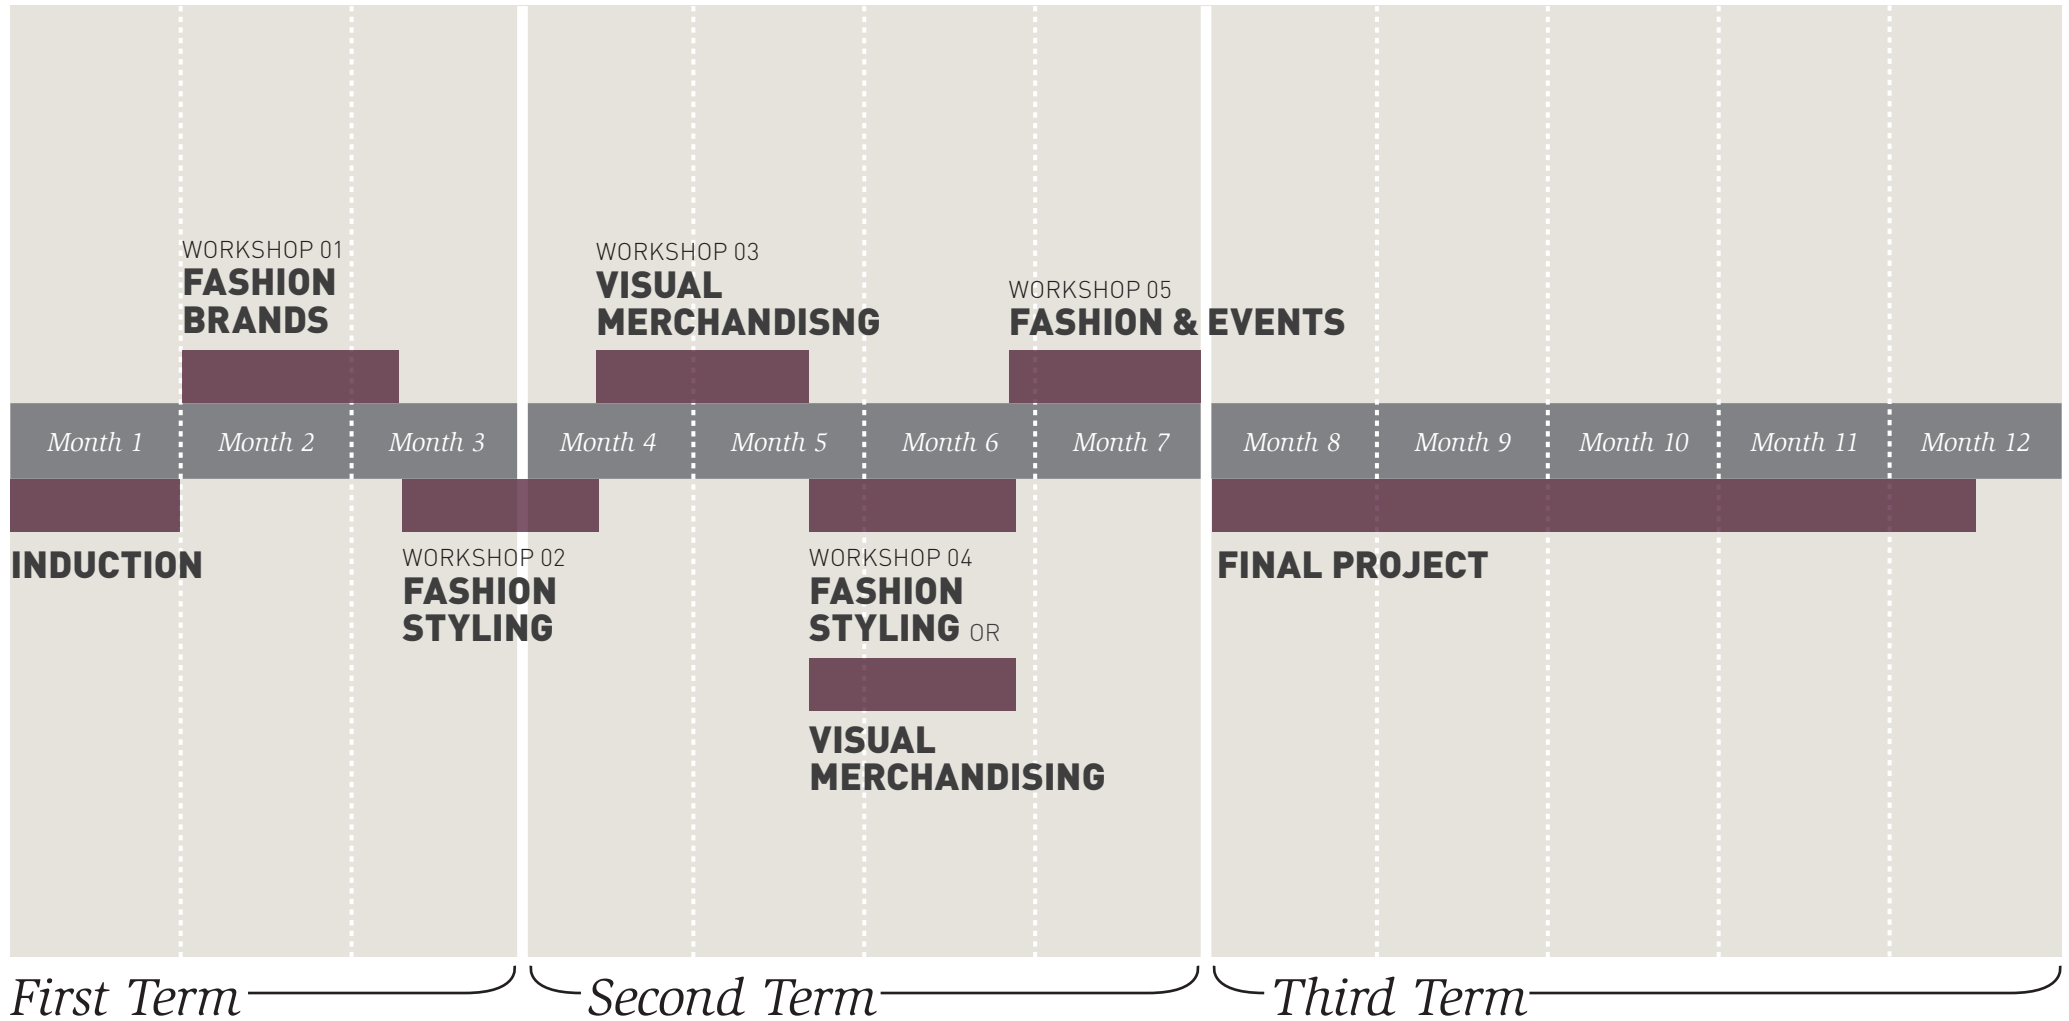 WORKSHOP 01
FASHION
BRANDS
WORKSHOP 03
VISUAL
MERCHANDISNG
WORKSHOP 05
FASHION & EVENTS
Month 1
Month 2
Month 3
Month 4
Month 5
Month 6
Month 7
Month 8
Month 9
Month 10
Month 11
Month 12
INDUCTION
WORKSHOP 02
FASHION
STYLING
WORKSHOP 04
FASHION
STYLING OR
VISUAL
MERCHANDISING
FINAL PROJECT
First Term
Second Term
Third Term